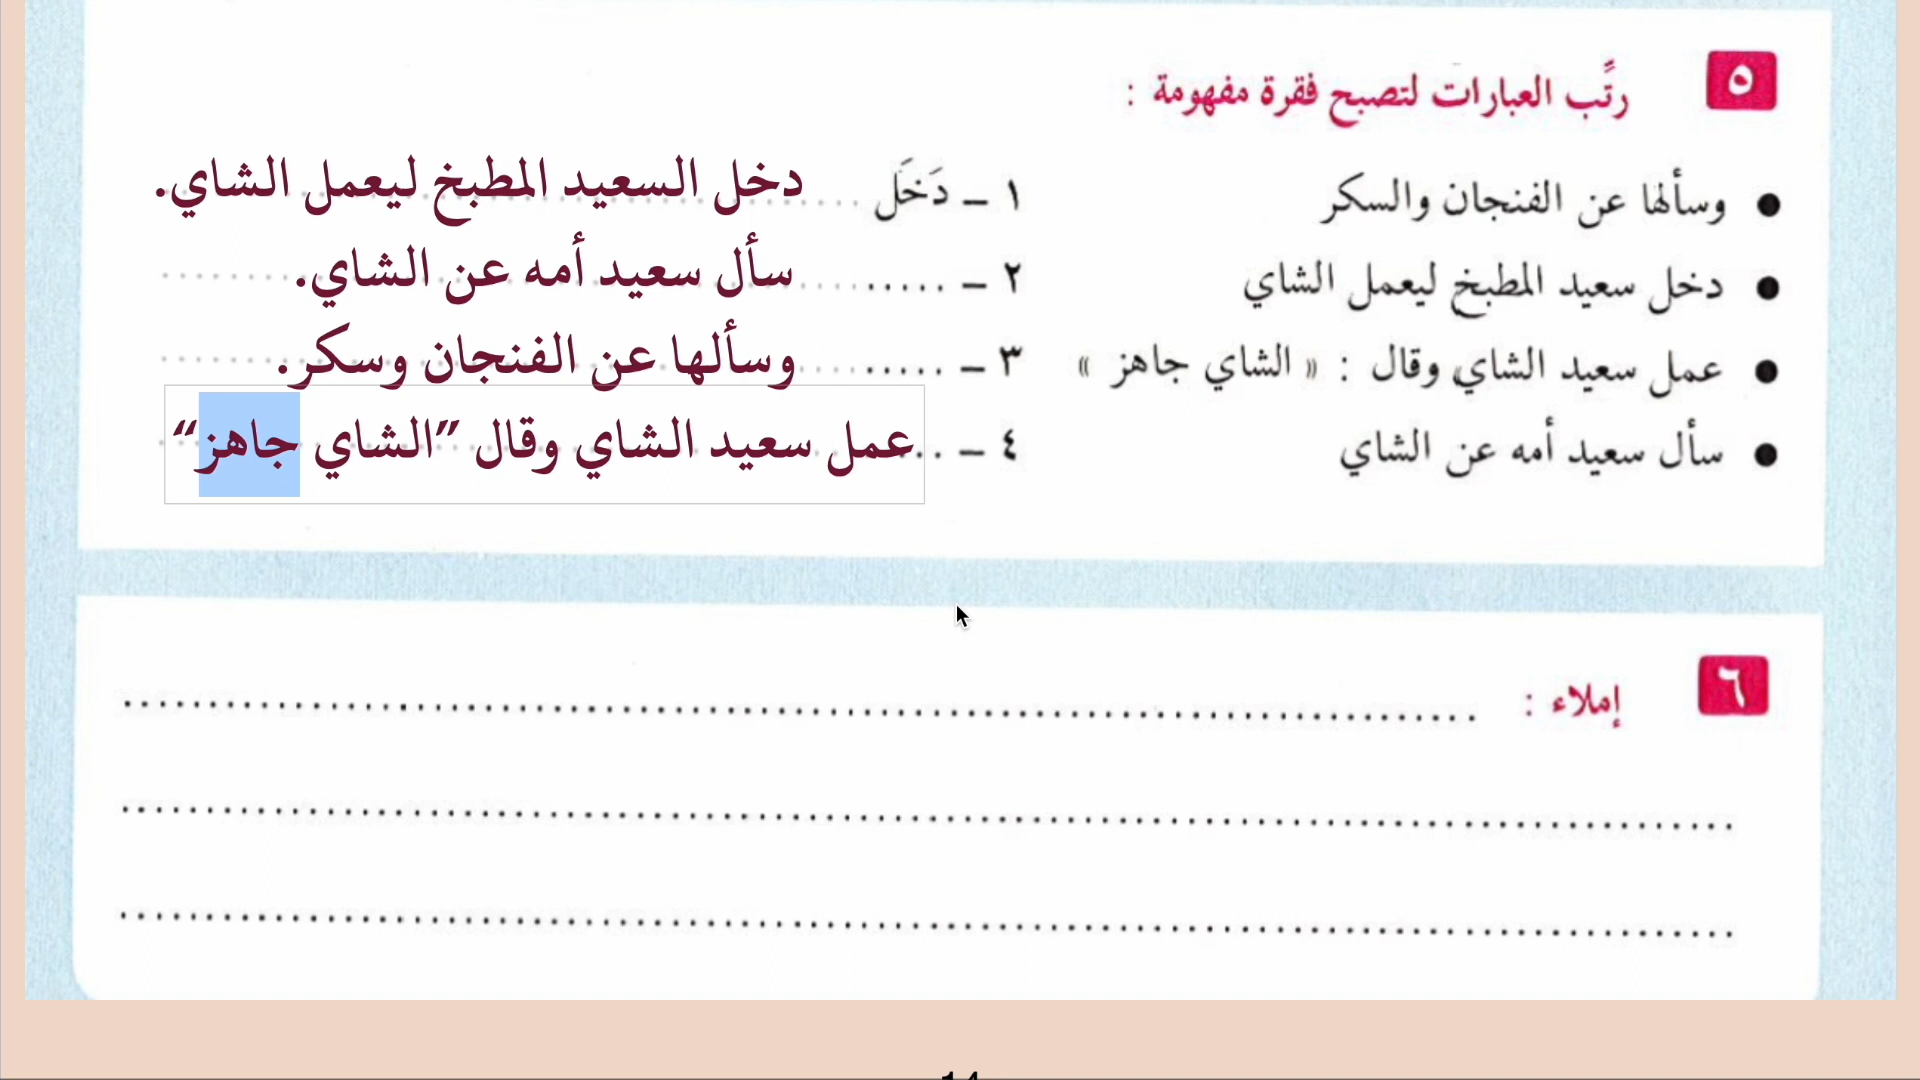 ٥ رتِّب العبارات لتصبح فقرة مفهومة :
● وسألها عن الفنجان والسكر
● دخل سعيد المطبخ ليعمل الشاي
● عمل سعيد الشاي وقال : « الشاي جاهز »
● سأل سعيد أمه عن الشاي
١ – دَخَل دخل السعيد المطبخ ليعمل الشاي.
٢ – سأل سعيد أمه عن الشاي.
٣ – وسألها عن الفنجان وسكر.
٤ – عمل سعيد الشاي وقال ”الشاي جاهز“
٦ إملاء :